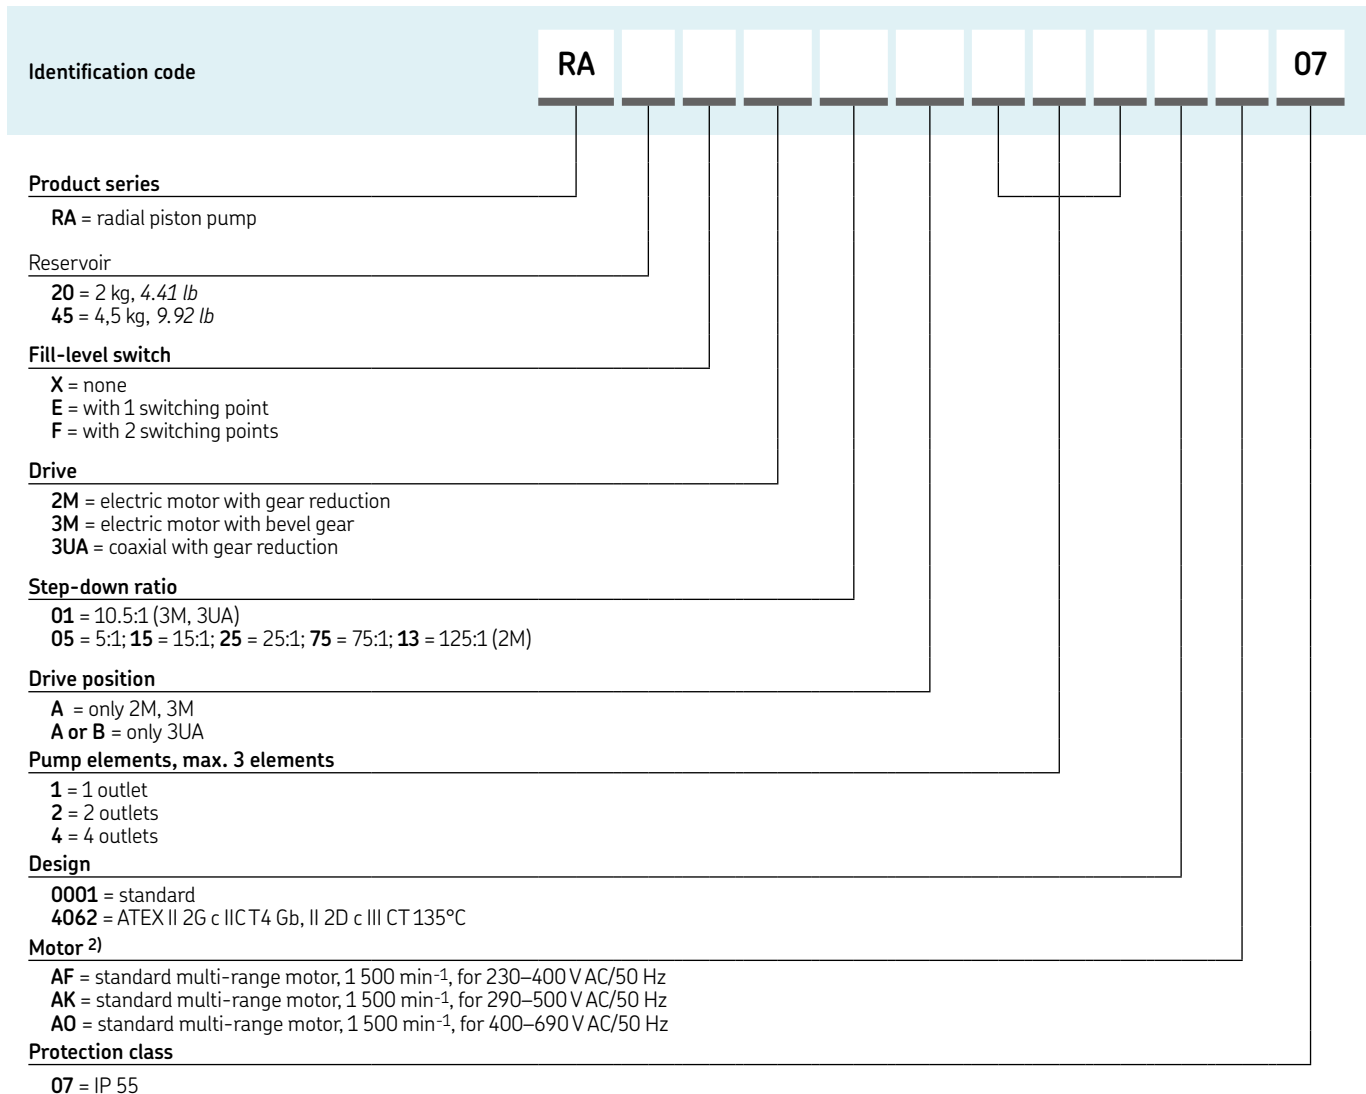 Identification code
RA 07
Product series
RA = radial piston pump
Reservoir
20 = 2 kg, 4.41 lb
45 = 4,5 kg, 9.92 lb
Fill-level switch
X = none
E = with 1 switching point
F = with 2 switching points
Drive
2M = electric motor with gear reduction
3M = electric motor with bevel gear
3UA = coaxial with gear reduction
Step-down ratio
01 = 10.5:1 (3M, 3UA)
05 = 5:1; 15 = 15:1; 25 = 25:1; 75 = 75:1; 13 = 125:1 (2M)
Drive position
A = only 2M, 3M
A or B = only 3UA
Pump elements, max. 3 elements
1 = 1 outlet
2 = 2 outlets
4 = 4 outlets
Design
0001 = standard
4062 = ATEX II 2G c IIC T4 Gb, II 2D c III CT 135°C
Motor 2)
AF = standard multi-range motor, 1 500 min-1, for 230–400 V AC/50 Hz
AK = standard multi-range motor, 1 500 min-1, for 290–500 V AC/50 Hz
AO = standard multi-range motor, 1 500 min-1, for 400–690 V AC/50 Hz
Protection class
07 = IP 55